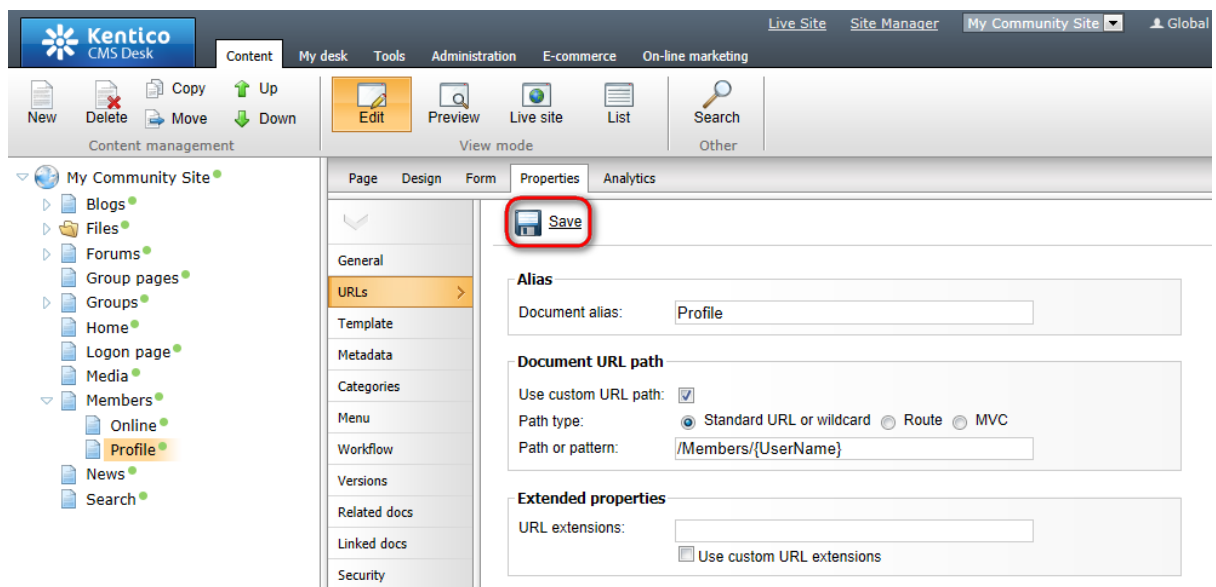 Live Site Site Manager My Community Site Global
Kentico
CMS Desk
Content My desk Tools Administration E-commerce On-line marketing
New Delete Copy Move Up Down
Content management
Edit Preview Live site List
View mode
Search
Other
My Community Site
Blogs
Files
Forums
Group pages
Groups
Home
Logon page
Media
Members
Online
Profile
News
Search
Page Design Form Properties Analytics
General
URLs
Template
Metadata
Categories
Menu
Workflow
Versions
Related docs
Linked docs
Security
Save
Alias
Document alias: Profile
Document URL path
Use custom URL path:
Path type: Standard URL or wildcard Route MVC
Path or pattern: /Members/{UserName}
Extended properties
URL extensions:
Use custom URL extensions